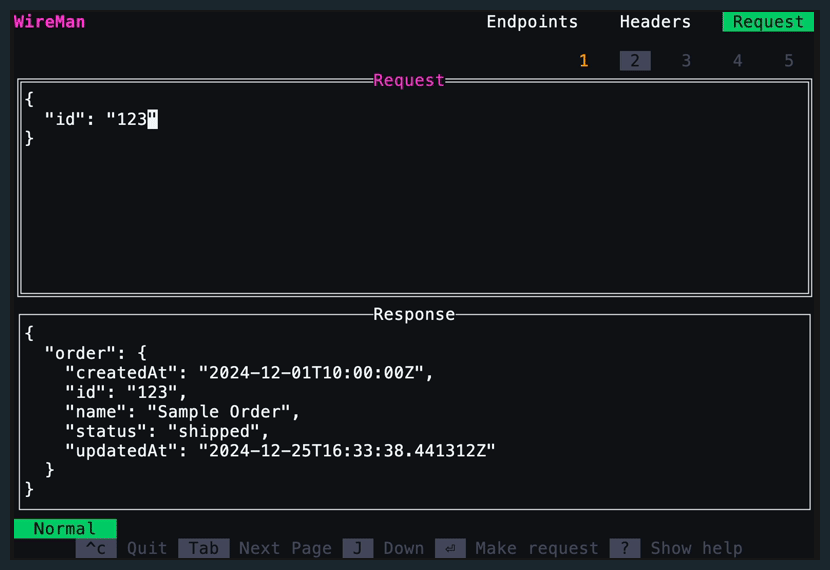 WireMan Endpoints Headers Request
1 2 3 4 5
Request
{
  "id": "123"
}
Response
{
  "order": {
    "createdAt": "2024-12-01T10:00:00Z",
    "id": "123",
    "name": "Sample Order",
    "status": "shipped",
    "updatedAt": "2024-12-25T16:33:38.441312Z"
  }
}
Normal
^c Quit Tab Next Page J Down ⏎ Make request ? Show help